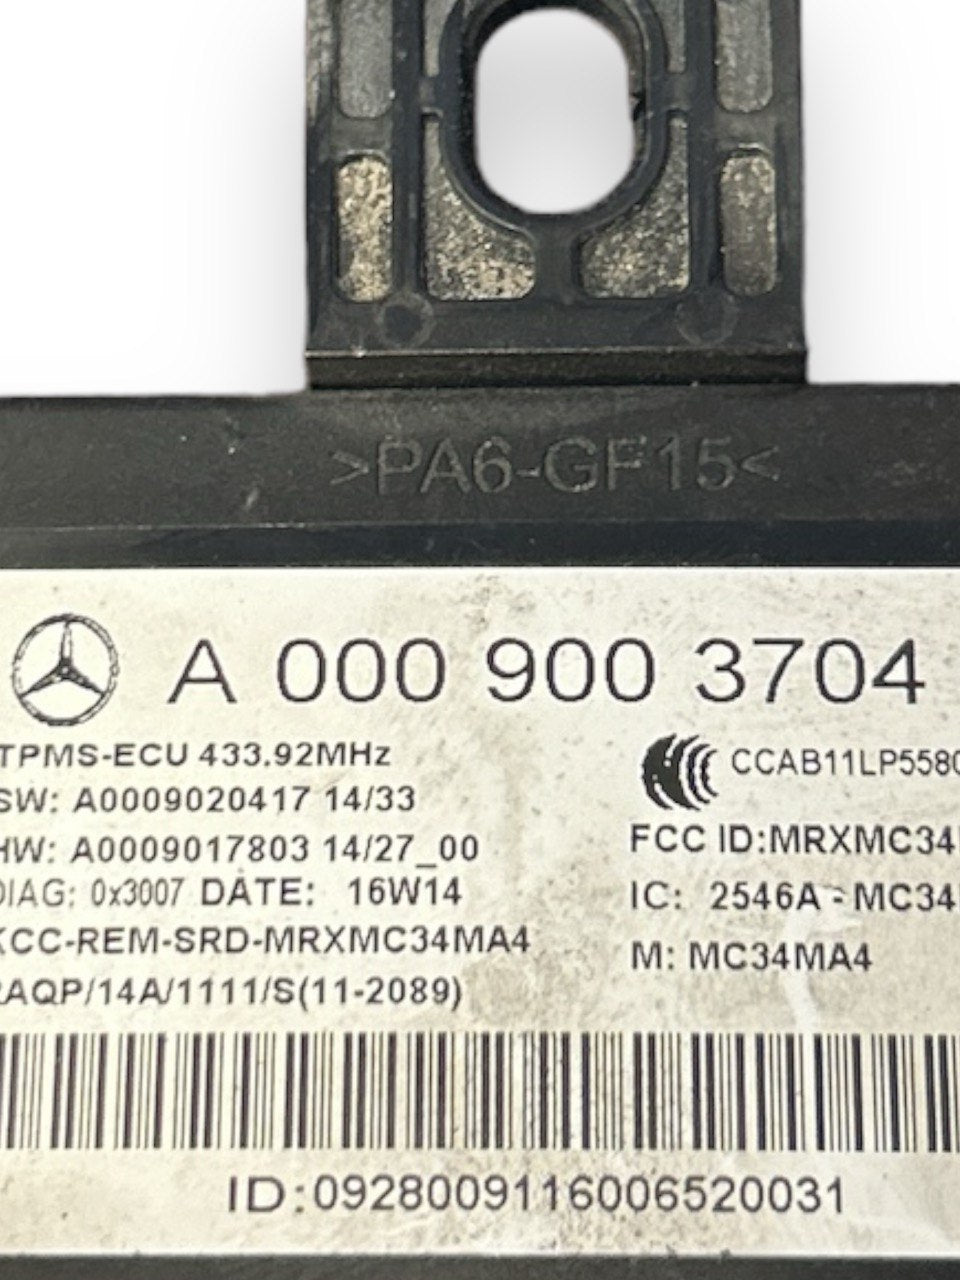 >PA6-GF15<
A 000 900 3704
TPMS-ECU 433.92MHz
SW: A0009020417 14/33
HW: A0009017803 14/27_00
DIAG: 0x3007 DATE: 16W14
KCC-REM-SRD-MRXMC34MA4
AQP/14A/1111/S(11-2089)
CCAB11LP5580
FCC ID:MRXMC34
IC: 2546A-MC34
M: MC34MA4
ID:0928009116006520031